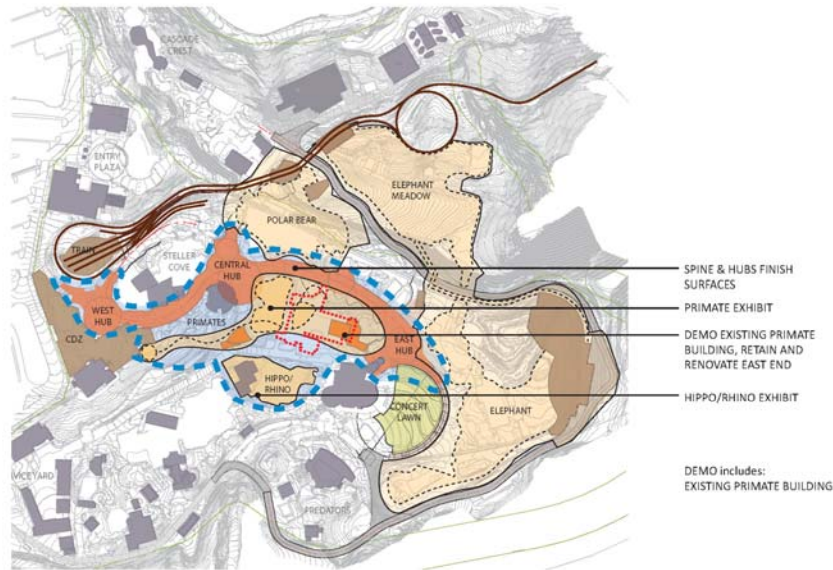 CASCADE
CREST
ENTRY
PLAZA
ELEPHANT
MEADOW
POLAR BEAR
TRAIN
STELLER
COVE
CENTRAL
HUB
WEST
HUB
PRIMATES
CDZ
EAST
HUB
HIPPO/
RHINO
CONCERT
LAWN
ELEPHANT
VICEYARD
PREDATORS
SPINE & HUBS FINISH
SURFACES
PRIMATE EXHIBIT
DEMO EXISTING PRIMATE
BUILDING, RETAIN AND
RENOVATE EAST END
HIPPO/RHINO EXHIBIT
DEMO includes:
EXISTING PRIMATE BUILDING